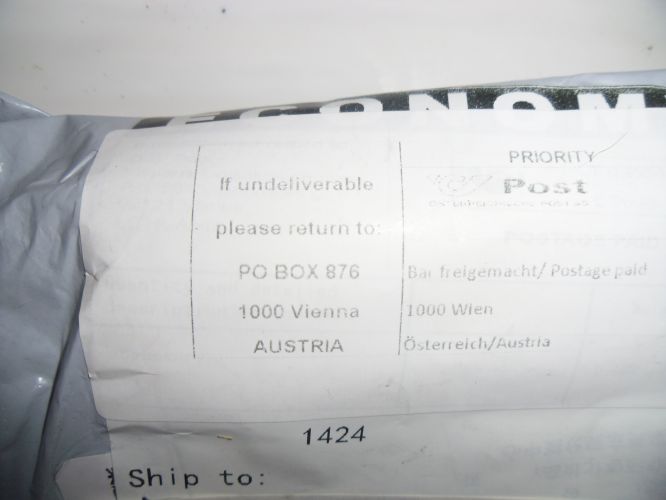 ECONOM
PRIORITY
If undeliverable
Post
please return to:
PO BOX 876
Bar freigemacht/ Postage paid
1000 Vienna
1000 Wien
AUSTRIA
Österreich/Austria
1424
Ship to: